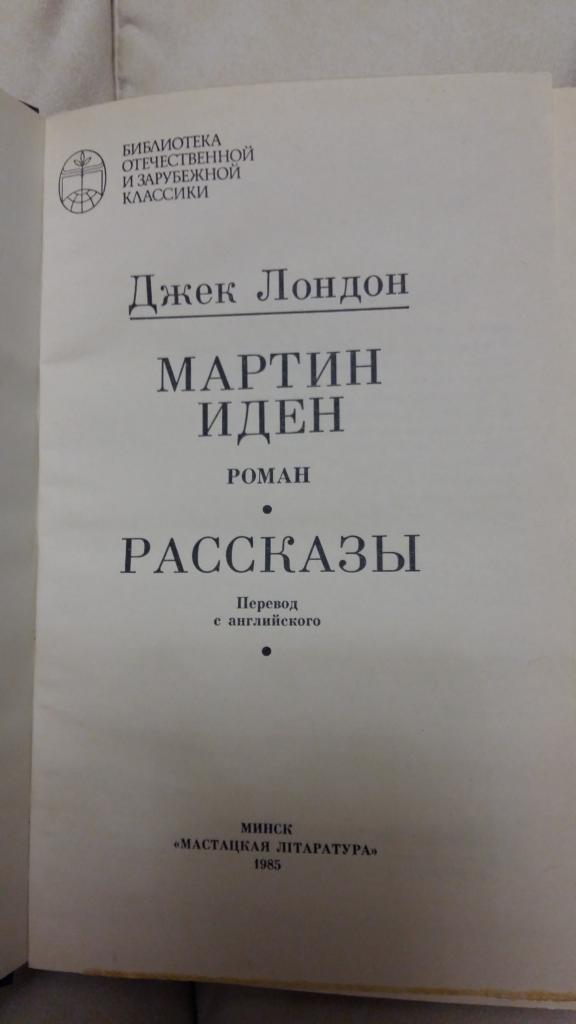 БИБЛИОТЕКА
ОТЕЧЕСТВЕННОЙ
И ЗАРУБЕЖНОЙ
КЛАССИКИ
Джек Лондон
МАРТИН
ИДЕН
РОМАН
•
РАССКАЗЫ
Перевод
с английского
•
МИНСК
«МАСТАЦКАЯ ЛІТАРАТУРА»
1985